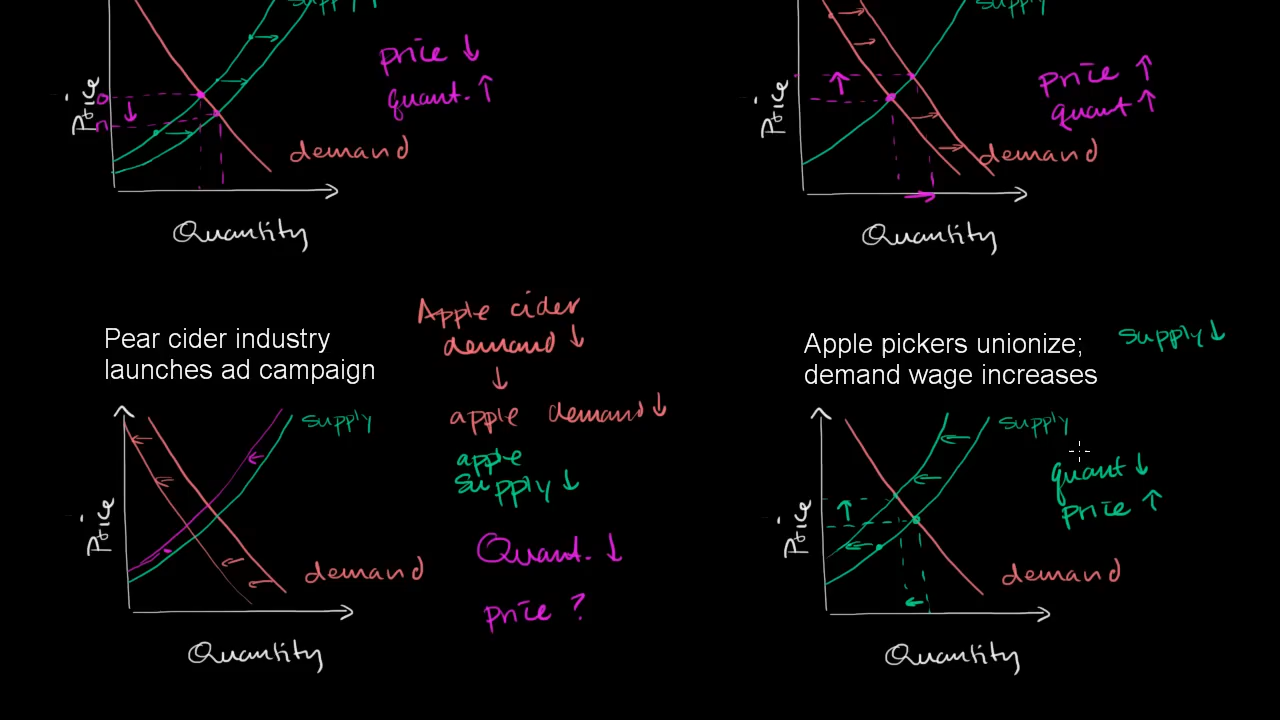 supply
supply
price ↓
quant. ↑
price ↑
quant ↑
Price
o
n
Price
demand
demand
Quantity
Quantity
Pear cider industry
launches ad campaign
Apple cider
demand ↓
↓
apple demand ↓
apple
supply ↓
Quant. ↓
price ?
supply
Price
demand
Quantity
Apple pickers unionize;
demand wage increases
supply ↓
supply
quant ↓
price ↑
Price
demand
Quantity